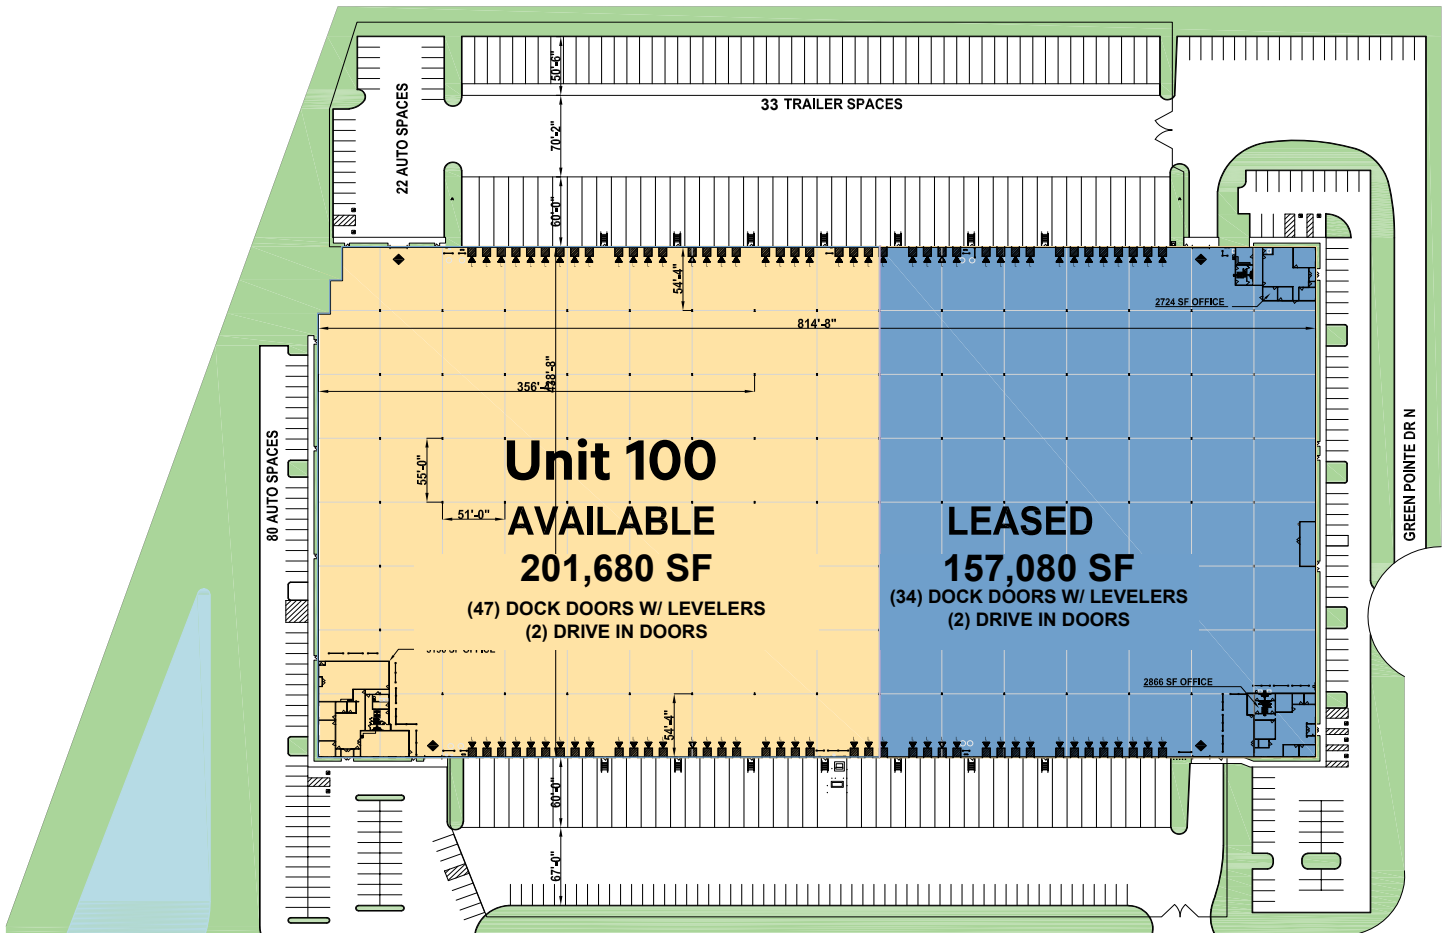 50'-6"
33 TRAILER SPACES
22 AUTO SPACES
70'-2"
60'-0"
54'-4"
2724 SF OFFICE
814'-8"
356'-
80 AUTO SPACES
GREEN POINTE DR N
Unit 100
55'-0"
51'-0"
AVAILABLE
201,680 SF
(47) DOCK DOORS W/ LEVELERS
(2) DRIVE IN DOORS
LEASED
157,080 SF
(34) DOCK DOORS W/ LEVELERS
(2) DRIVE IN DOORS
SF OFFICE
2866 SF OFFICE
54'-4"
60'-0"
67'-0"